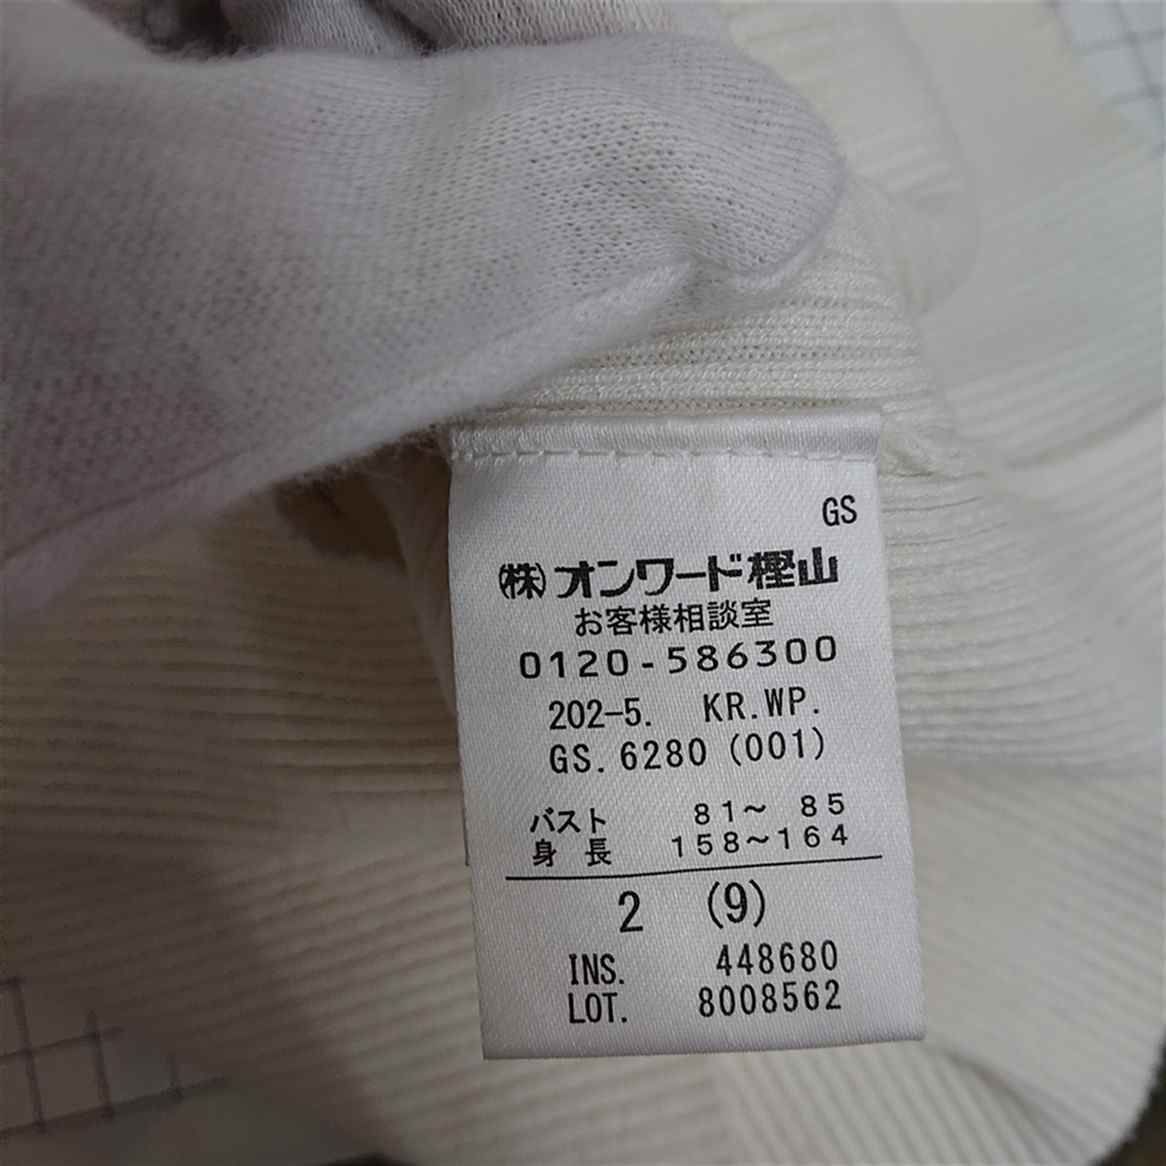 GS
(株)オンワード樫山
お客様相談室
0120-586300
202-5. KR.WP.
GS.6280(001)
バスト 81〜 85
身 長 158〜164
2 (9)
INS. 448680
LOT. 8008562